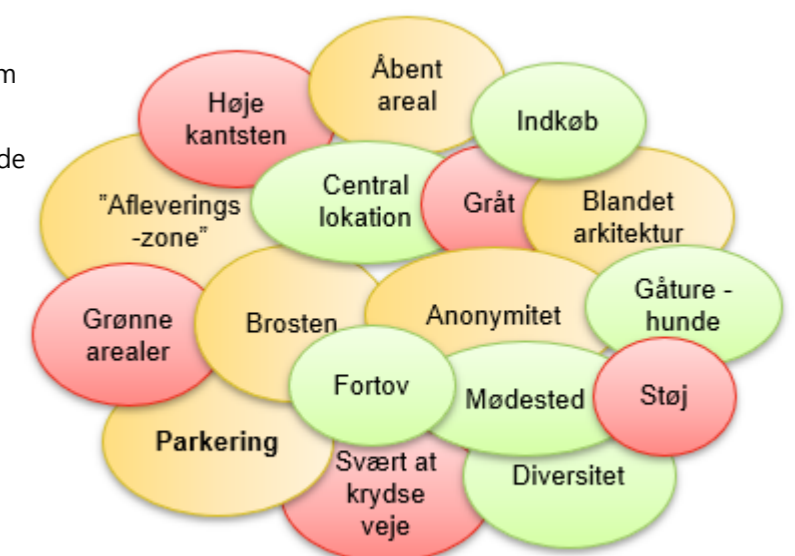 m
de
Åbent
areal
Høje
kantsten
Indkøb
Central
lokation
Gråt
Blandet
arkitektur
"Afleverings
-zone"
Gåture -
hunde
Grønne
arealer
Brosten
Anonymitet
Fortov
Mødested
Støj
Parkering
Svært at
krydse
veje
Diversitet